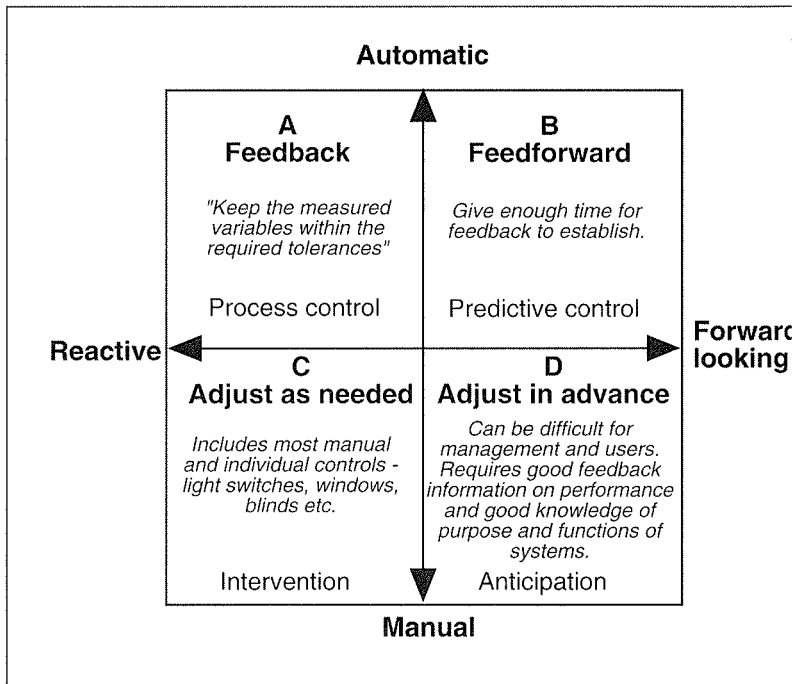 Automatic
A
Feedback
"Keep the measured
variables within the
required tolerances"
Process control
B
Feedforward
Give enough time for
feedback to establish.
Predictive control
Reactive
Forward
looking
C
Adjust as needed
Includes most manual
and individual controls -
light switches, windows,
blinds etc.
Intervention
D
Adjust in advance
Can be difficult for
management and users.
Requires good feedback
information on performance
and good knowledge of
purpose and functions of
systems.
Anticipation
Manual